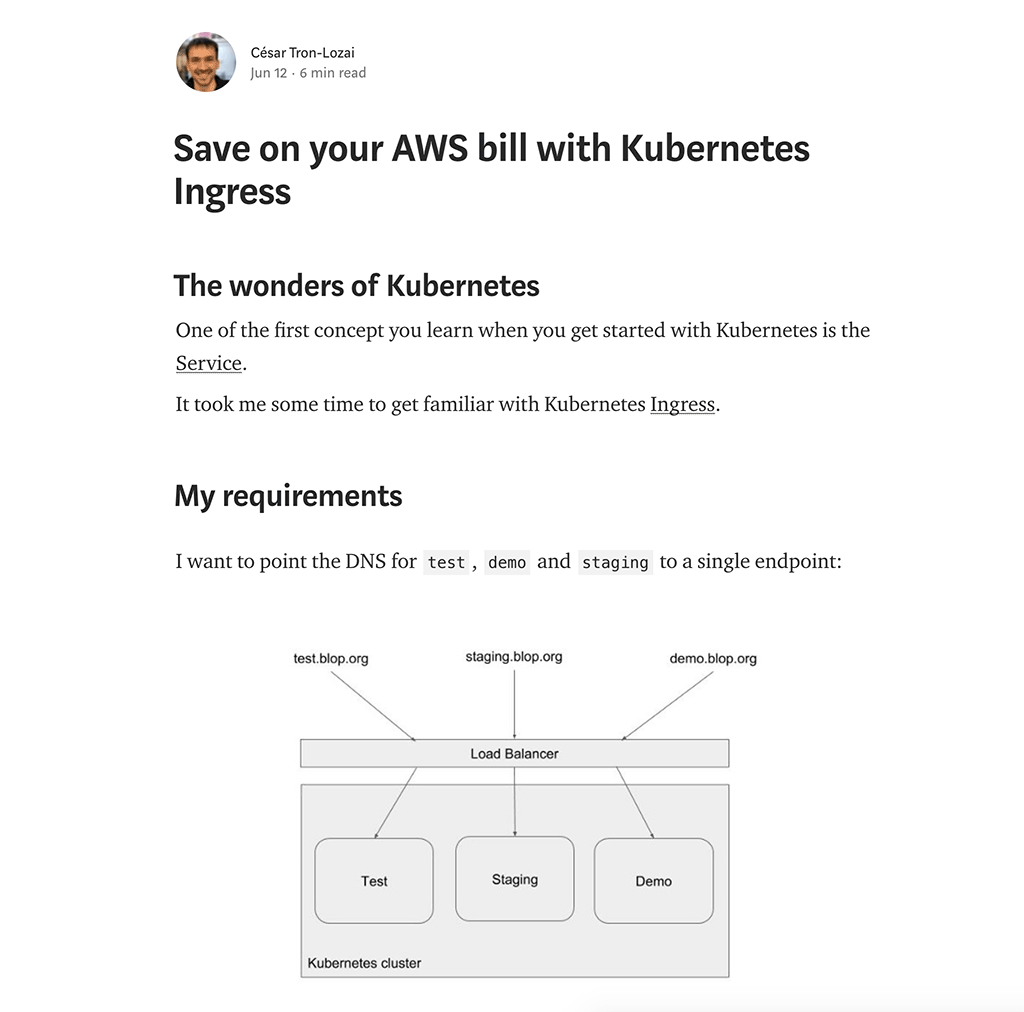 César Tron-Lozai
Jun 12 · 6 min read
Save on your AWS bill with Kubernetes
Ingress
The wonders of Kubernetes
One of the first concept you learn when you get started with Kubernetes is the
Service.
It took me some time to get familiar with Kubernetes Ingress.
My requirements
I want to point the DNS for test, demo and staging to a single endpoint:
test.blop.org staging.blop.org demo.blop.org
Load Balancer
Test Staging Demo
Kubernetes cluster